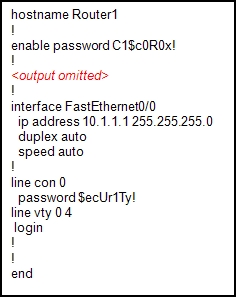 hostname Router1
!
enable password C1$c0R0x!
!
<output omitted>
!
interface FastEthernet0/0
ip address 10.1.1.1 255.255.255.0
duplex auto
speed auto
!
line con 0
password $ecUr1Ty!
line vty 0 4
login
!
!
end